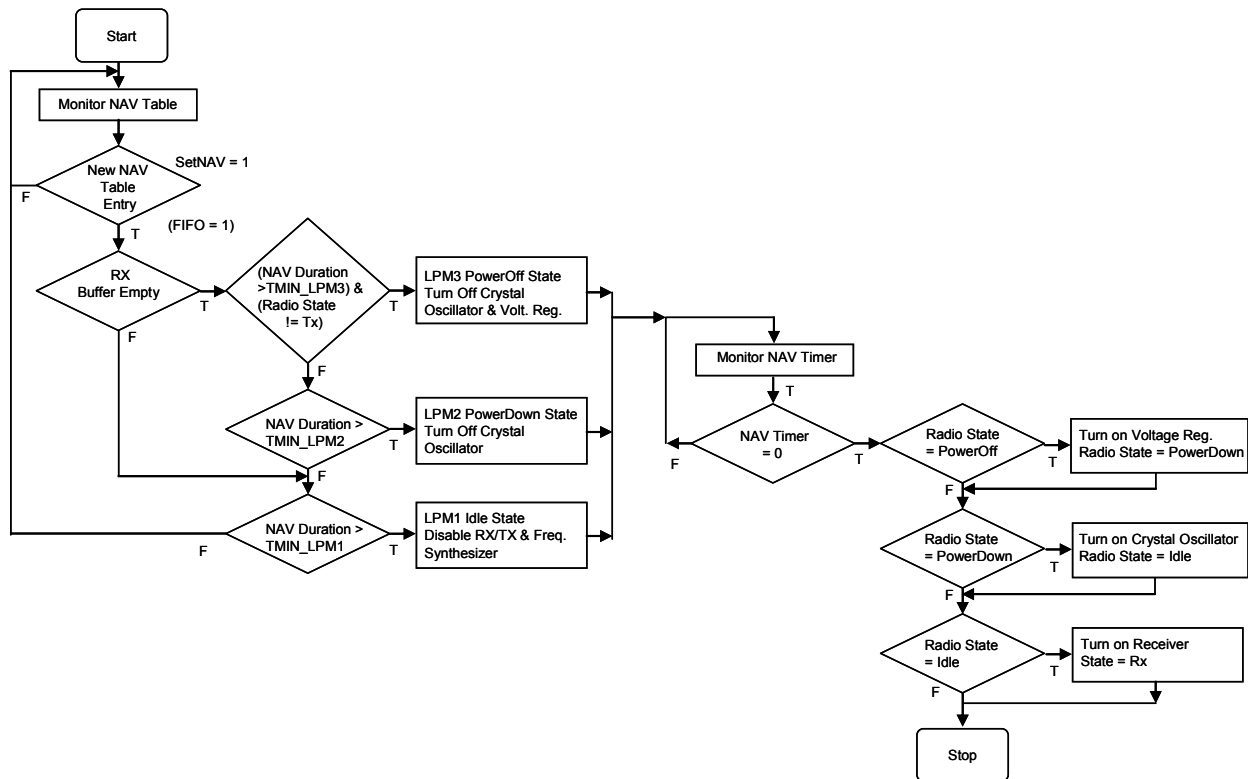 Start
Monitor NAV Table
SetNAV = 1
New NAV
Table
Entry
F
T
(FIFO = 1)
RX
Buffer Empty
T
F
(NAV Duration
>TMIN_LPM3) &
(Radio State
!= Tx)
T
F
LPM3 PowerOff State
Turn Off Crystal
Oscillator & Volt. Reg.
NAV Duration >
TMIN_LPM2
T
F
LPM2 PowerDown State
Turn Off Crystal
Oscillator
NAV Duration >
TMIN_LPM1
F
T
LPM1 Idle State
Disable RX/TX & Freq.
Synthesizer
Monitor NAV Timer
T
NAV Timer
= 0
F
T
Radio State
= PowerOff
T
F
Turn on Voltage Reg.
Radio State = PowerDown
Radio State
= PowerDown
T
F
Turn on Crystal Oscillator
Radio State = Idle
Radio State
= Idle
T
F
Turn on Receiver
State = Rx
Stop